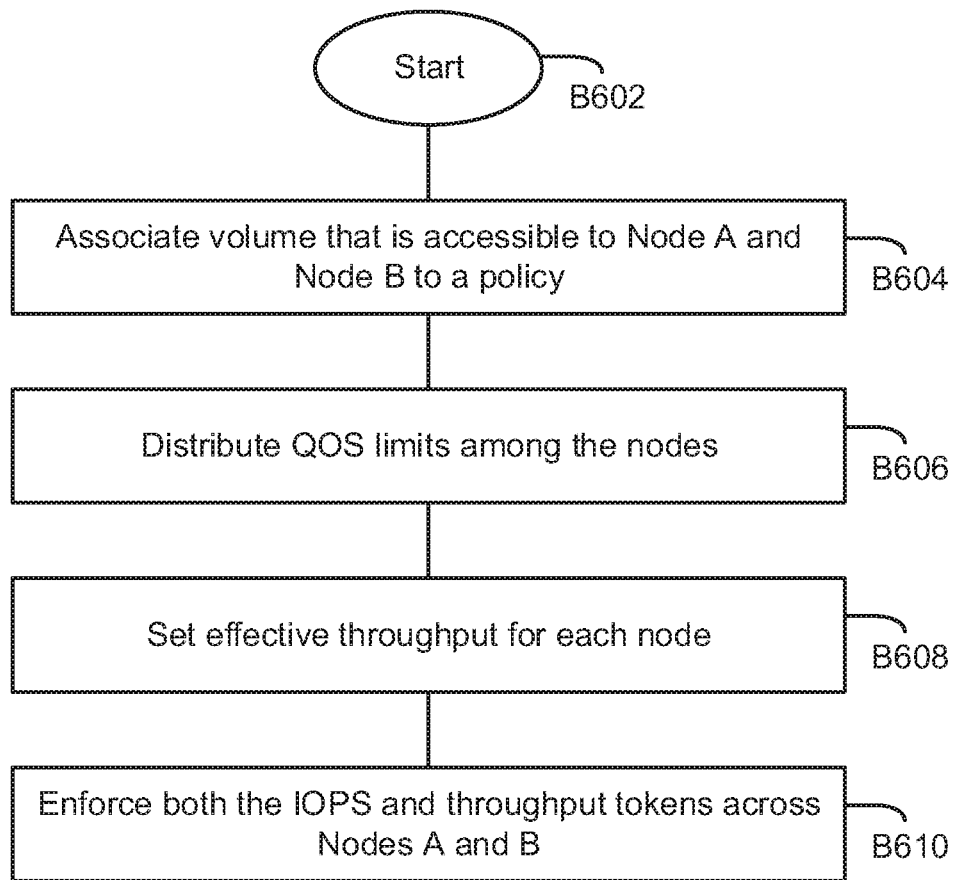 Start
B602
Associate volume that is accessible to Node A and
Node B to a policy
B604
Distribute QOS limits among the nodes
B606
Set effective throughput for each node
B608
Enforce both the IOPS and throughput tokens across
Nodes A and B
B610